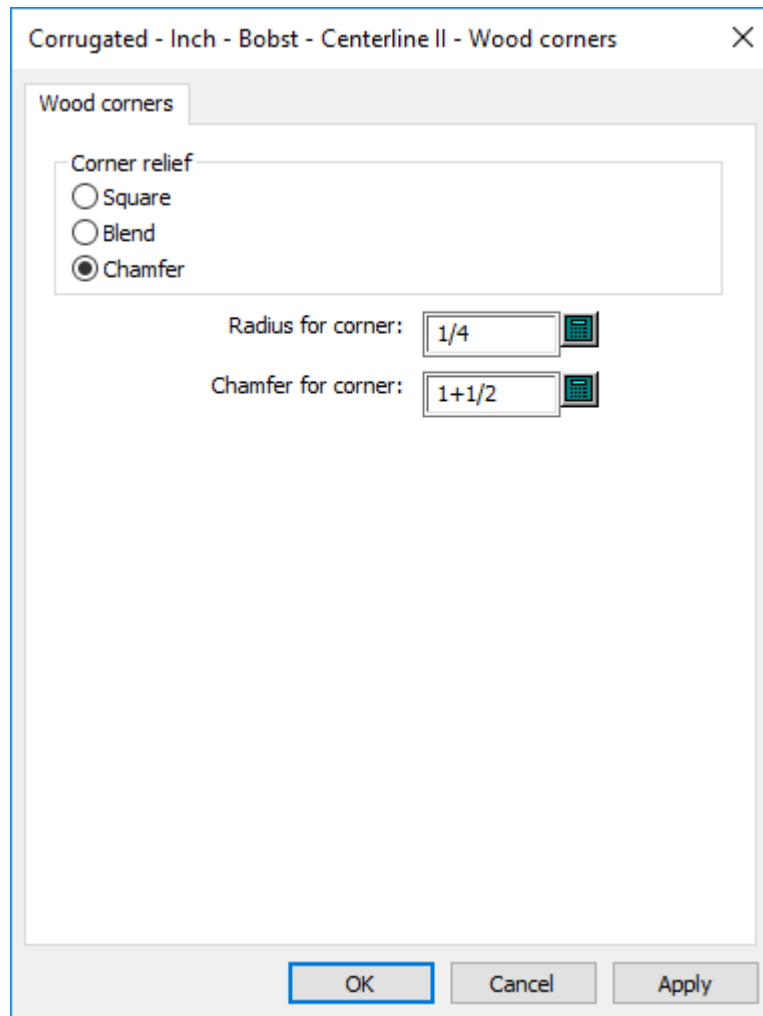 Corrugated - Inch - Bobst - Centerline II - Wood corners
Wood corners
Corner relief
Square
Blend
Chamfer
Radius for corner: 1/4
Chamfer for corner: 1+1/2
OK Cancel Apply